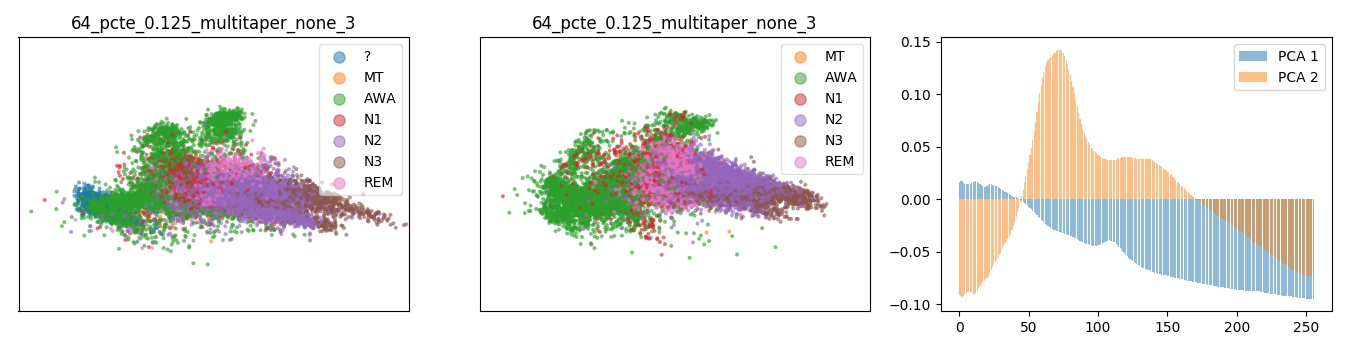 64_pcte_0.125_multitaper_none_3
?
MT
AWA
N1
N2
N3
REM
64_pcte_0.125_multitaper_none_3
MT
AWA
N1
N2
N3
REM
PCA 1
PCA 2
0.15
0.10
0.05
0.00
−0.05
−0.10
0 50 100 150 200 250